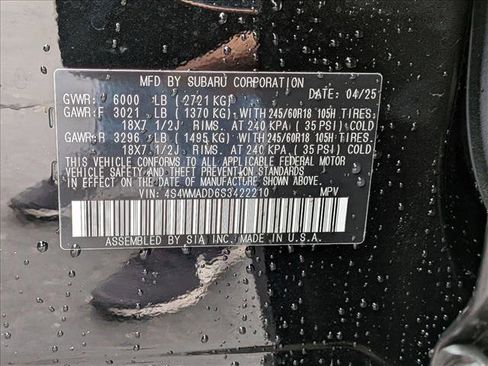 MFD BY SUBARU CORPORATION
DATE: 04/25
GVWR: 6000 LB (2721 KG)
GAWR: F 3021 LB (1370 KG) WITH 245/60R18 105H TIRES,
18X7 1/2J RIMS, AT 240 KPA (35 PSI) COLD
GAWR: R 3296 LB (1495 KG) WITH 245/60R18 105H TIRES,
18X7 1/2J RIMS, AT 240 KPA (35 PSI) COLD
THIS VEHICLE CONFORMS TO ALL APPLICABLE FEDERAL MOTOR
VEHICLE SAFETY AND THEFT PREVENTION STANDARDS
IN EFFECT ON THE DATE OF MANUFACTURE SHOWN ABOVE.
VIN: 4S4WMADD6S3422210 MPV
ASSEMBLED BY SIA INC. MADE IN U.S.A.